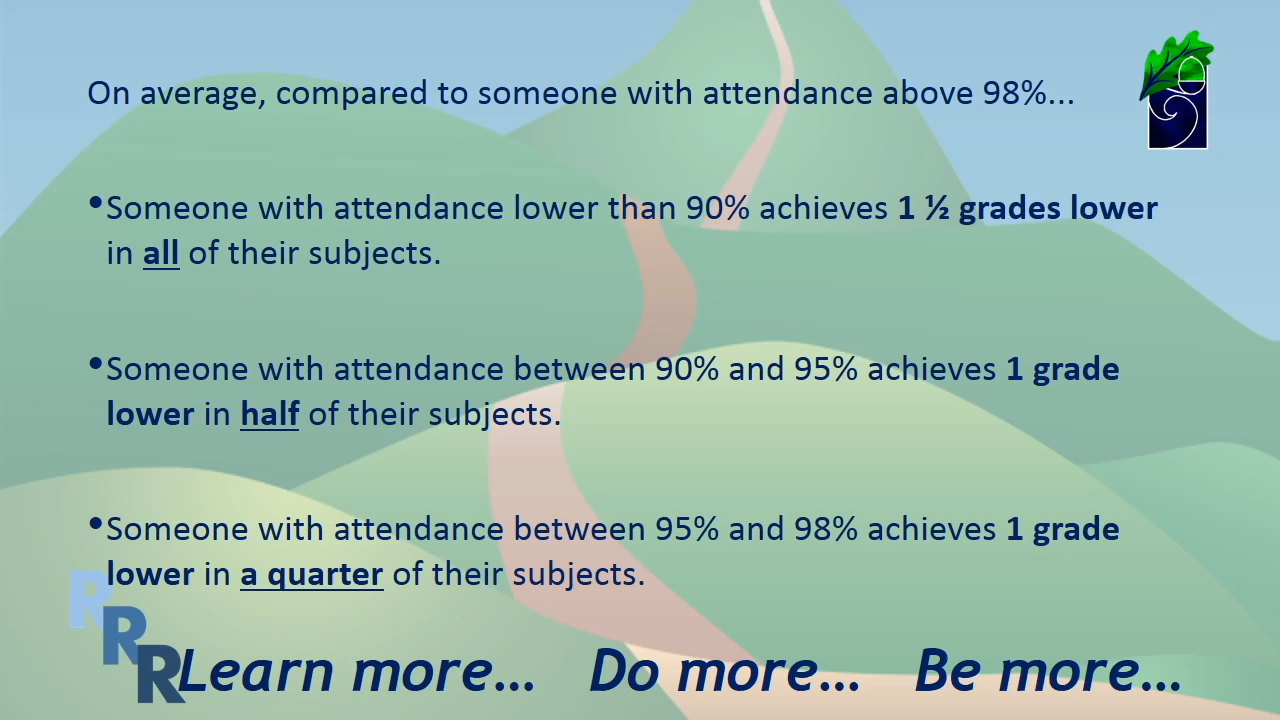 On average, compared to someone with attendance above 98%...
•Someone with attendance lower than 90% achieves 1 ½ grades lower
in all of their subjects.
•Someone with attendance between 90% and 95% achieves 1 grade
lower in half of their subjects.
•Someone with attendance between 95% and 98% achieves 1 grade
lower in a quarter of their subjects.
R
R
R
Learn more... Do more... Be more...